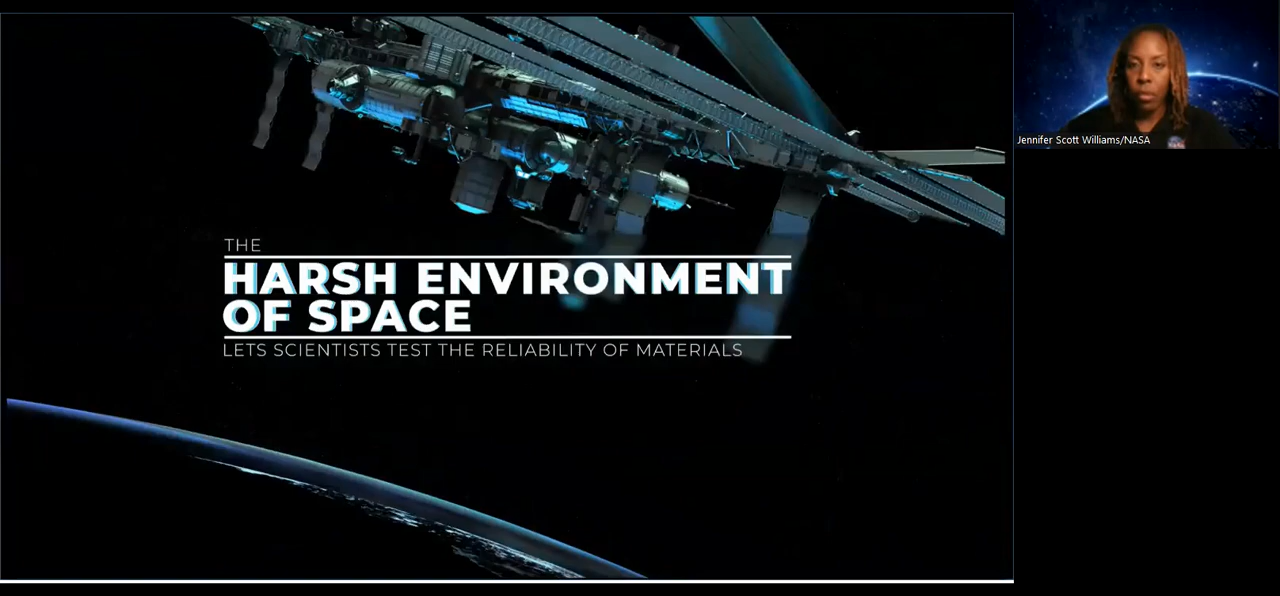 THE
HARSH ENVIRONMENT
OF SPACE
LETS SCIENTISTS TEST THE RELIABILITY OF MATERIALS
Jennifer Scott Williams/NASA